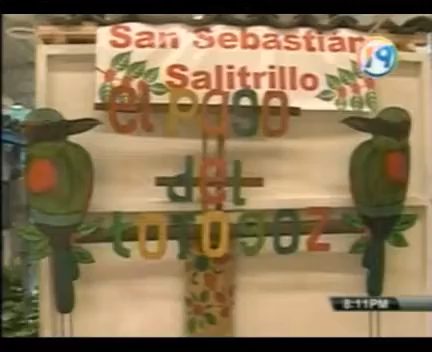 San Sebastián
Salitrillo
el paso
del
torogoz
8:11PM